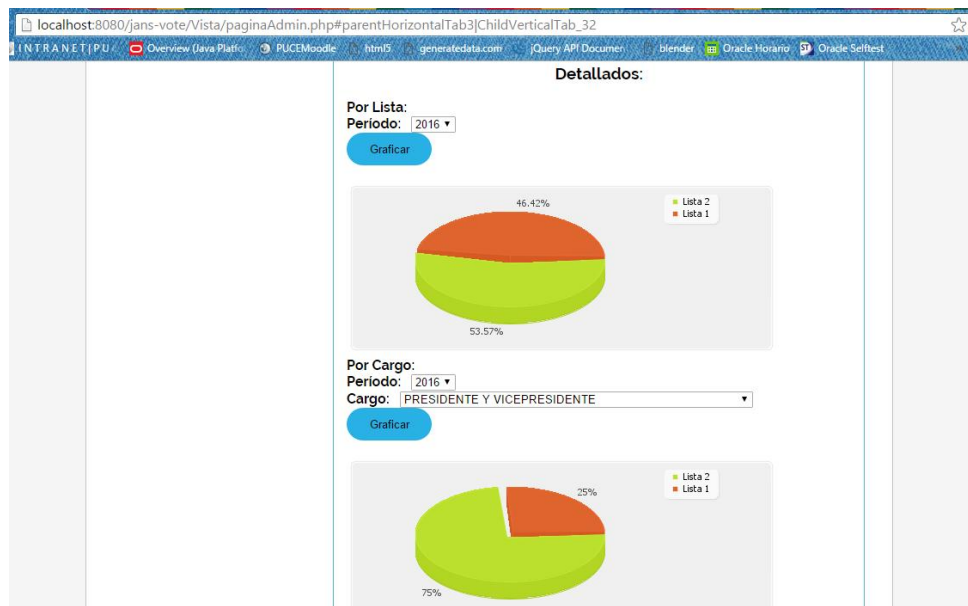 localhost:8080/jans-vote/Vista/paginaAdmin.php#parentHorizontalTab3|ChildVerticalTab_32
INTRANET|PU Overview (Java Platfo PUCEMoodle html5 generatedata.com jQuery API Documen blender Oracle Horario ST Oracle Selftest
Detallados:
Por Lista:
Período: 2016
Graficar
46.42%
Lista 2
Lista 1
53.57%
Por Cargo:
Período: 2016
Cargo: PRESIDENTE Y VICEPRESIDENTE
Graficar
Lista 2
Lista 1
25%
75%